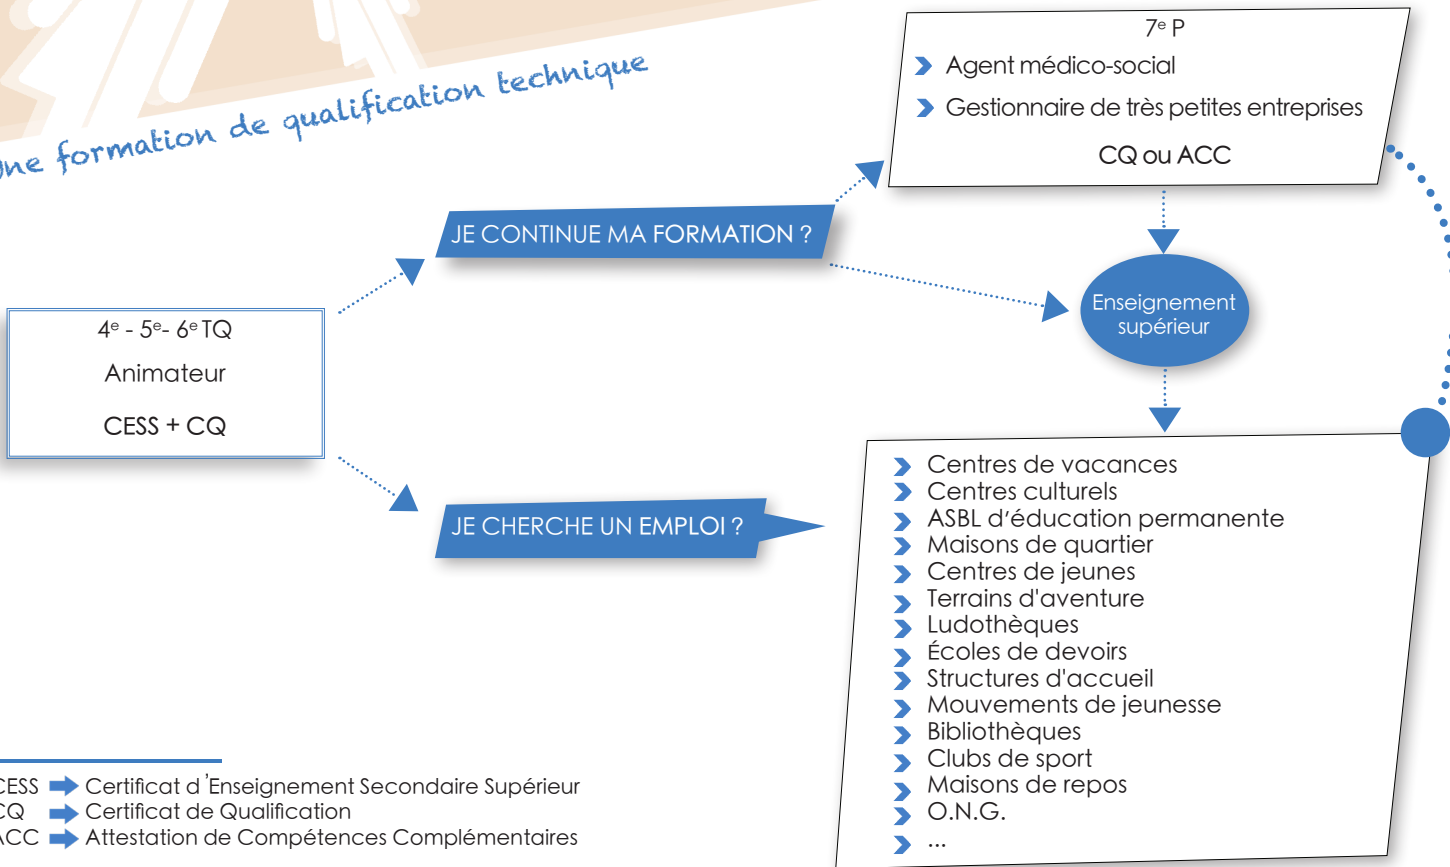 Une formation de qualification technique
7e P
Agent médico-social
Gestionnaire de très petites entreprises
CQ ou ACC
JE CONTINUE MA FORMATION ?
Enseignement
supérieur
4e - 5e- 6e TQ
Animateur
CESS + CQ
JE CHERCHE UN EMPLOI ?
Centres de vacances
Centres culturels
ASBL d'éducation permanente
Maisons de quartier
Centres de jeunes
Terrains d'aventure
Ludothèques
Écoles de devoirs
Structures d'accueil
Mouvements de jeunesse
Bibliothèques
Clubs de sport
Maisons de repos
O.N.G.
...
CESS Certificat d'Enseignement Secondaire Supérieur
CQ Certificat de Qualification
ACC Attestation de Compétences Complémentaires